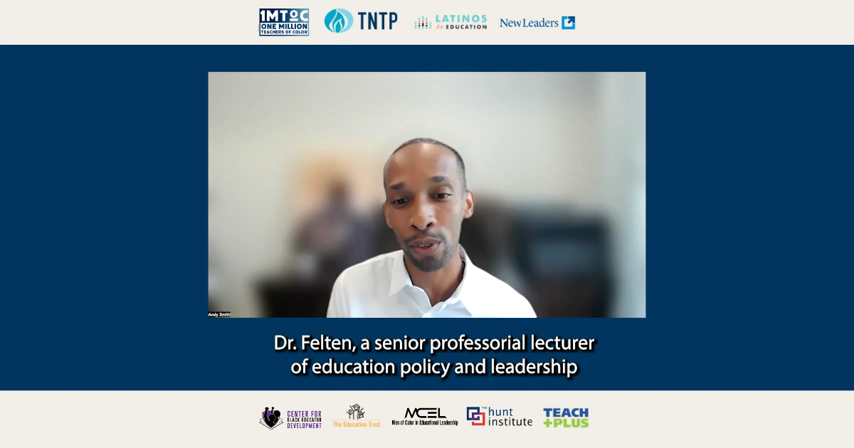 1MTOC
ONE MILLION
TEACHERS OF COLOR
TNTP
LATINOS
for EDUCATION
NewLeaders
Andy Smith
Dr. Felten, a senior professorial lecturer
of education policy and leadership
CENTER FOR
BLACK EDUCATOR
DEVELOPMENT
The Education Trust
MCEL
Men of Color in Educational Leadership
THE
hunt
institute
TEACH
+PLUS